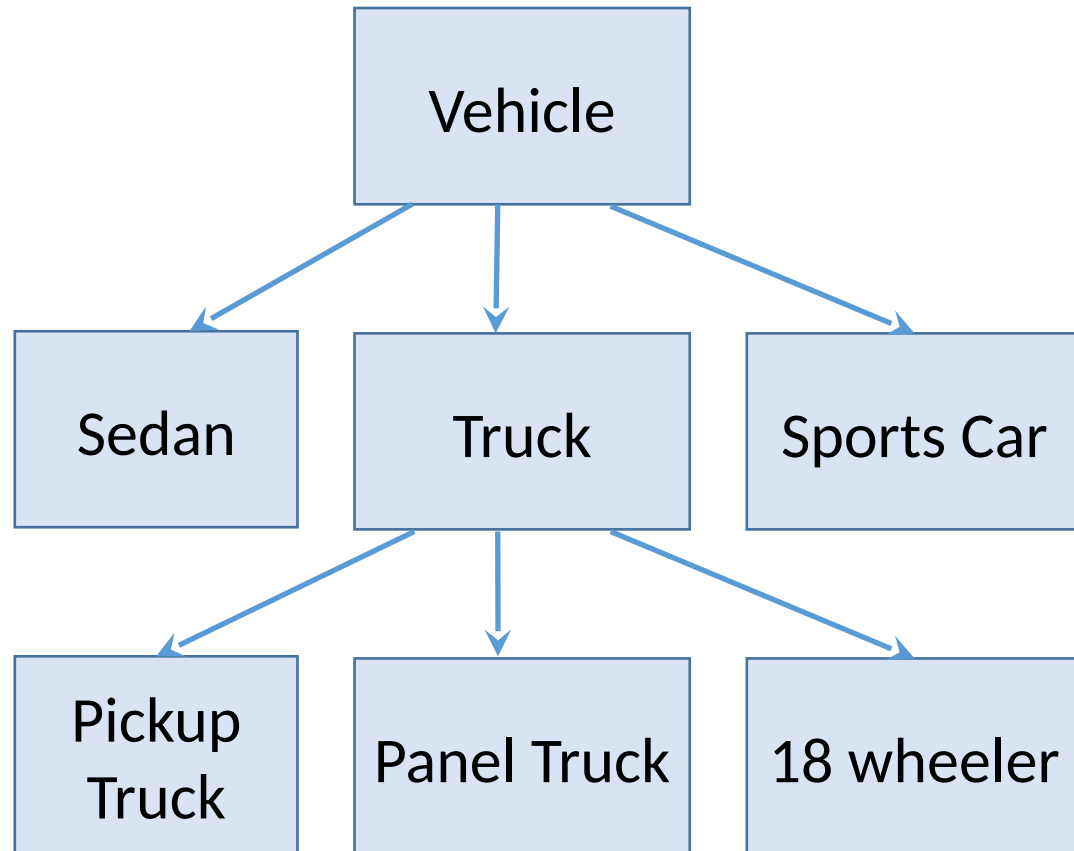 Vehicle
Sedan
Truck
Sports Car
Pickup
Truck
Panel Truck
18 wheeler